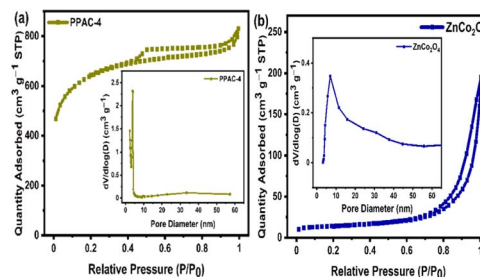 (a)
PPAC-4
Quantity Adsorbed (cm³ g⁻¹ STP)
800
600
400
200
0
0 0.2 0.4 0.6 0.8 1
Relative Pressure (P/P₀)
PPAC-4
dV/dlog(D) (cm³ g⁻¹)
3
2
1
0
0 10 20 30 40 50 60
Pore Diameter (nm)
(b)
ZnCo₂O
Quantity Adsorbed (cm³ g⁻¹ STP)
250
200
150
100
50
0
0 0.2 0.4 0.6 0.8 1
Relative Pressure (P/P₀)
ZnCo₂O₄
dV/dlog(D) (cm³ g⁻¹)
0.4
0.2
0.0
0 10 20 30 40 50 60
Pore Diameter (nm)